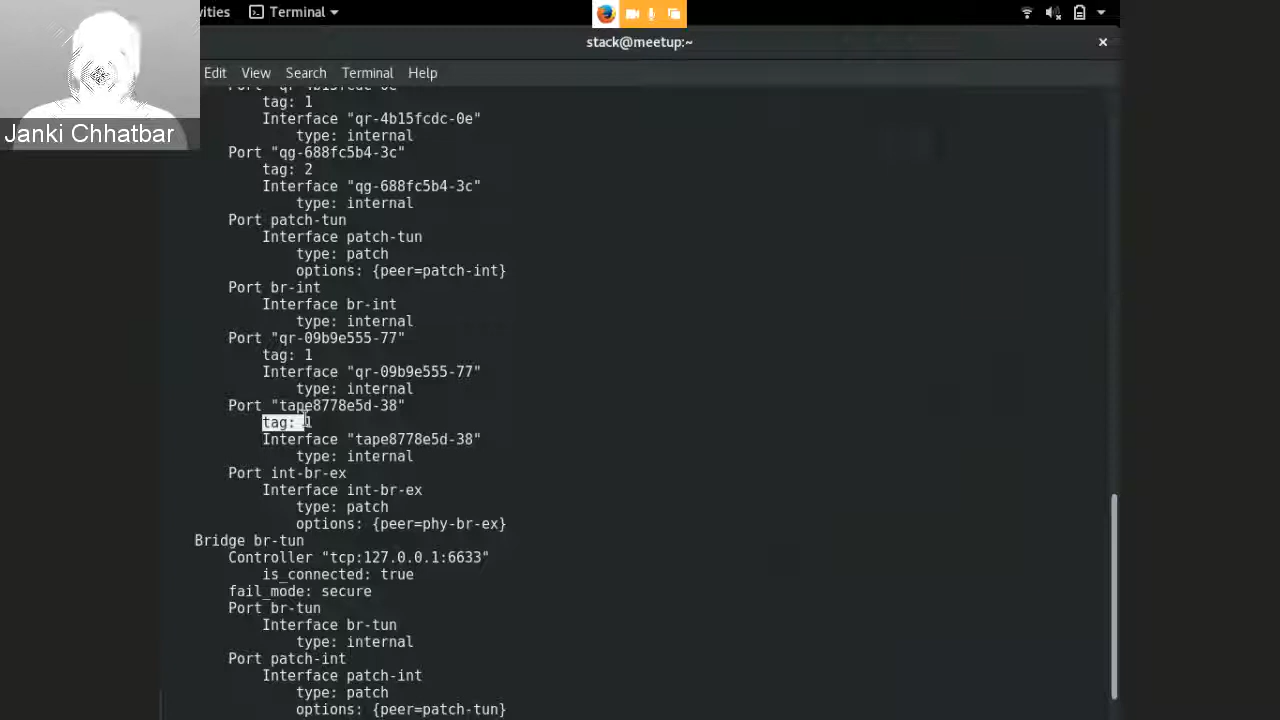 vities Terminal
stack@meetup:~
Edit View Search Terminal Help
Janki Chhatbar
Port "qr-4b15fcdc-0e"
tag: 1
Interface "qr-4b15fcdc-0e"
type: internal
Port "qg-688fc5b4-3c"
tag: 2
Interface "qg-688fc5b4-3c"
type: internal
Port patch-tun
Interface patch-tun
type: patch
options: {peer=patch-int}
Port br-int
Interface br-int
type: internal
Port "qr-09b9e555-77"
tag: 1
Interface "qr-09b9e555-77"
type: internal
Port "tape8778e5d-38"
tag: 1
Interface "tape8778e5d-38"
type: internal
Port int-br-ex
Interface int-br-ex
type: patch
options: {peer=phy-br-ex}
Bridge br-tun
Controller "tcp:127.0.0.1:6633"
is_connected: true
fail_mode: secure
Port br-tun
Interface br-tun
type: internal
Port patch-int
Interface patch-int
type: patch
options: {peer=patch-tun}